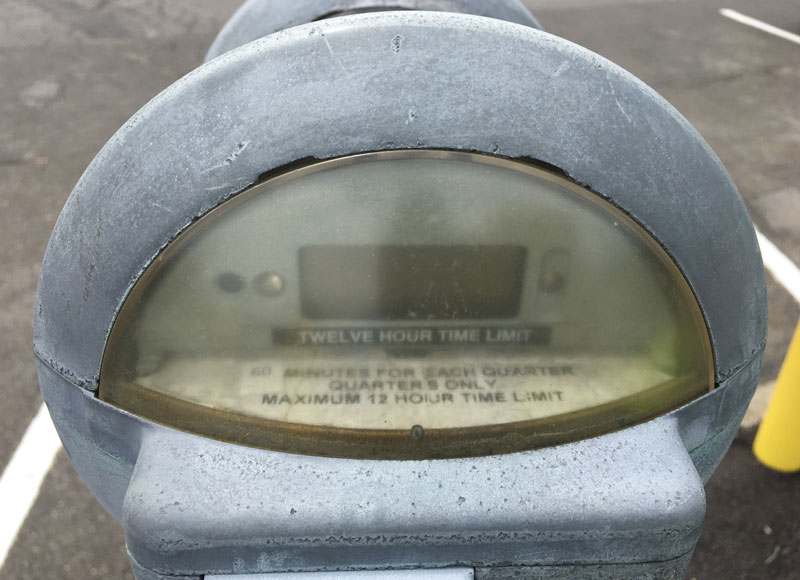 TWELVE HOUR TIME LIMIT
60 MINUTES FOR EACH QUARTER
QUARTERS ONLY
MAXIMUM 12 HOUR TIME LIMIT